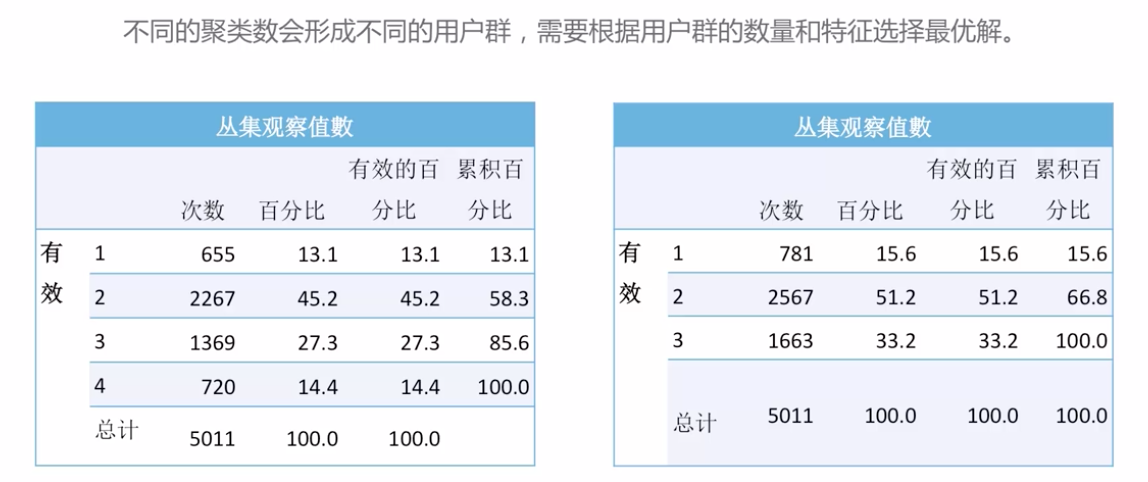 不同的聚类数会形成不同的用户群，需要根据用户群的数量和特征选择最优解。
丛集观察值數
有效的百 累积百
次数 百分比 分比 分比
有 1 655 13.1 13.1 13.1
效 2 2267 45.2 45.2 58.3
3 1369 27.3 27.3 85.6
4 720 14.4 14.4 100.0
总计 5011 100.0 100.0
丛集观察值數
有效的百 累积百
次数 百分比 分比 分比
有 1 781 15.6 15.6 15.6
效 2 2567 51.2 51.2 66.8
3 1663 33.2 33.2 100.0
总计 5011 100.0 100.0 100.0